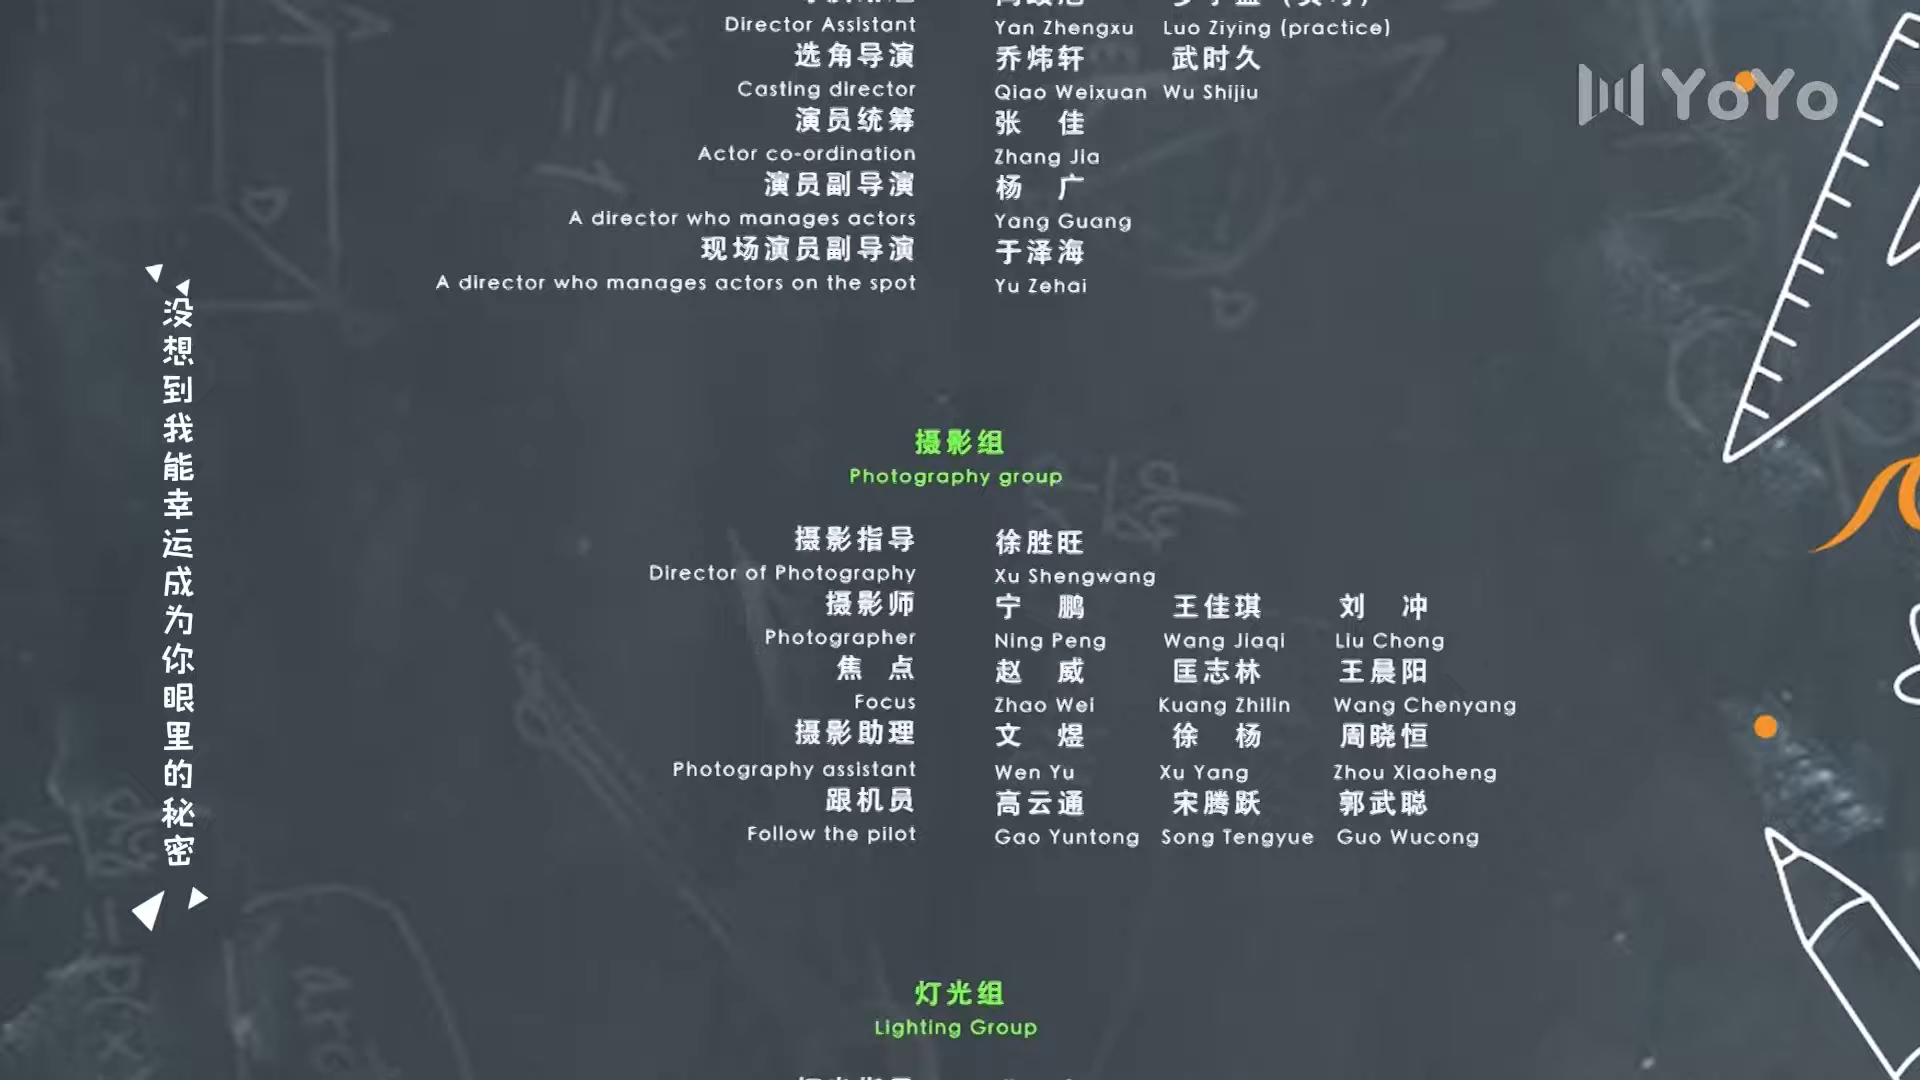 Director Assistant Yan Zhengxu Luo Ziying (practice)
选角导演 乔炜轩 武时久
Casting director Qiao Weixuan Wu Shijiu
演员统筹 张 佳
Actor co-ordination Zhang Jia
演员副导演 杨 广
A director who manages actors Yang Guang
现场演员副导演 于泽海
A director who manages actors on the spot Yu Zehai
YoYo
没想到我能幸运成为你眼里的秘密
摄影组
Photography group
摄影指导 徐胜旺
Director of Photography Xu Shengwang
摄影师 宁 鹏 王佳琪 刘 冲
Photographer Ning Peng Wang Jiaqi Liu Chong
焦 点 赵 威 匡志林 王晨阳
Focus Zhao Wei Kuang Zhilin Wang Chenyang
摄影助理 文 煜 徐 杨 周晓恒
Photography assistant Wen Yu Xu Yang Zhou Xiaoheng
跟机员 高云通 宋腾跃 郭武聪
Follow the pilot Gao Yuntong Song Tengyue Guo Wucong
灯光组
Lighting Group